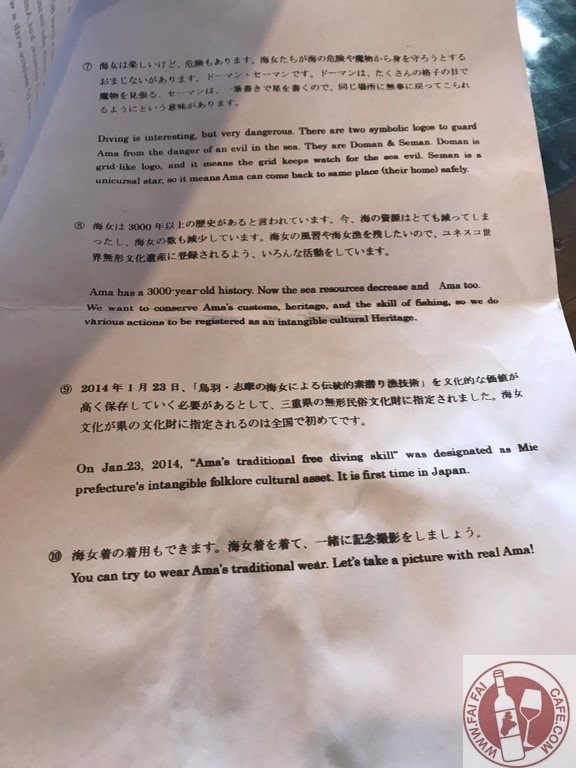 ⑦ 海女は楽しいけど、危険もあります。海女たちが海の危険や魔物から身を守ろうとする
おまじないがあります。ドーマン・セーマンです。ドーマンは、たくさんの格子の目で
魔物を見張る、セーマンは、一筆書きで星を書くので、同じ場所に無事に戻ってこられ
るようにという意味があります。
Diving is interesting, but very dangerous. There are two symbolic logos to guard
Ama from the danger of an evil in the sea. They are Doman & Seman. Doman is
grid-like logo, and it means the grid keeps watch for the sea evil. Seman is a
unicursal star, so it means Ama can come back to same place (their home) safely.
⑧ 海女は 3000 年以上の歴史があると言われています。今、海の資源はとても減ってしま
ったし、海女の数も減少しています。海女の風習や海女漁を残したいので、ユネスコ世
界無形文化遺産に登録されるよう、いろんな活動をしています。
Ama has a 3000-year-old history. Now the sea resources decrease and Ama too.
We want to conserve Ama's customs, heritage, and the skill of fishing, so we do
various actions to be registered as an intangible cultural Heritage.
⑨ 2014 年 1 月 23 日、「鳥羽・志摩の海女による伝統的素潜り漁技術」を文化的な価値が
高く保存していく必要があるとして、三重県の無形民俗文化財に指定されました。海女
文化が県の文化財に指定されるのは全国で初めてです。
On Jan.23, 2014, "Ama's traditional free diving skill" was designated as Mie
prefecture's intangible folklore cultural asset. It is first time in Japan.
⑩ 海女着の着用もできます。海女着を着て、一緒に記念撮影をしましょう。
You can try to wear Ama's traditional wear. Let's take a picture with real Ama!
WWW.FAIFAICAFE.COM